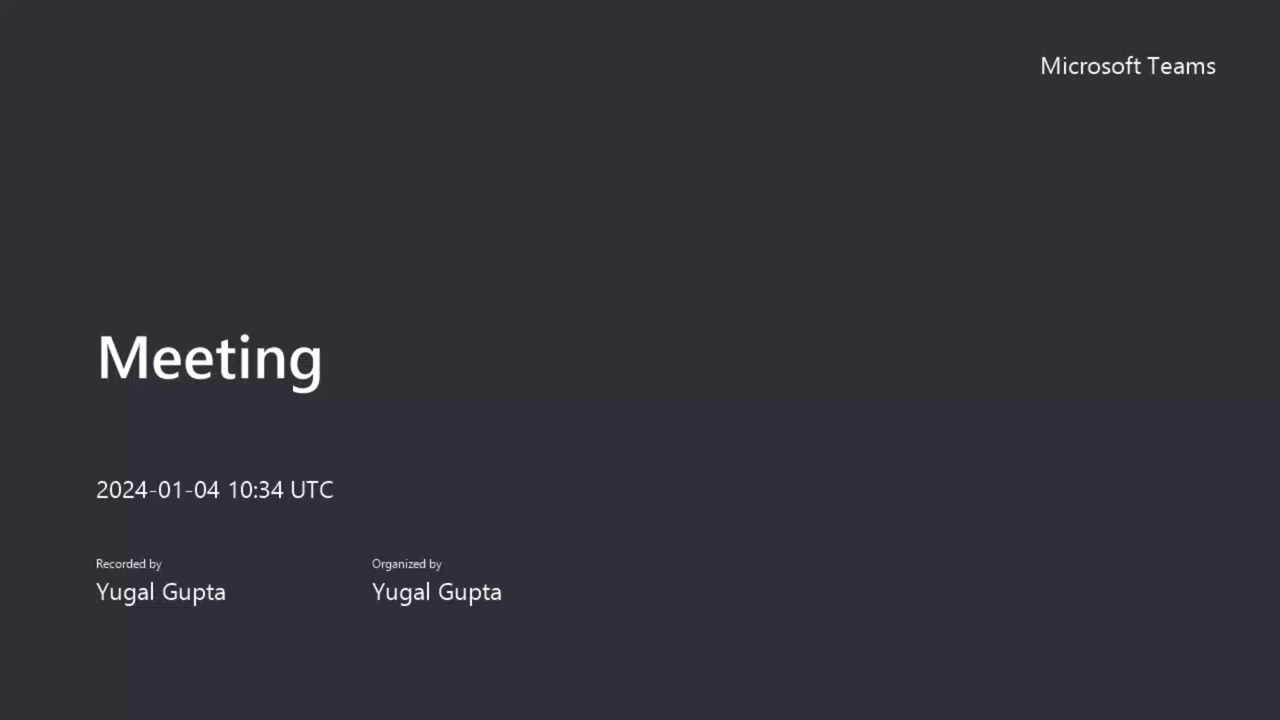 Microsoft Teams
Meeting
2024-01-04 10:34 UTC
Recorded by
Organized by
Yugal Gupta
Yugal Gupta